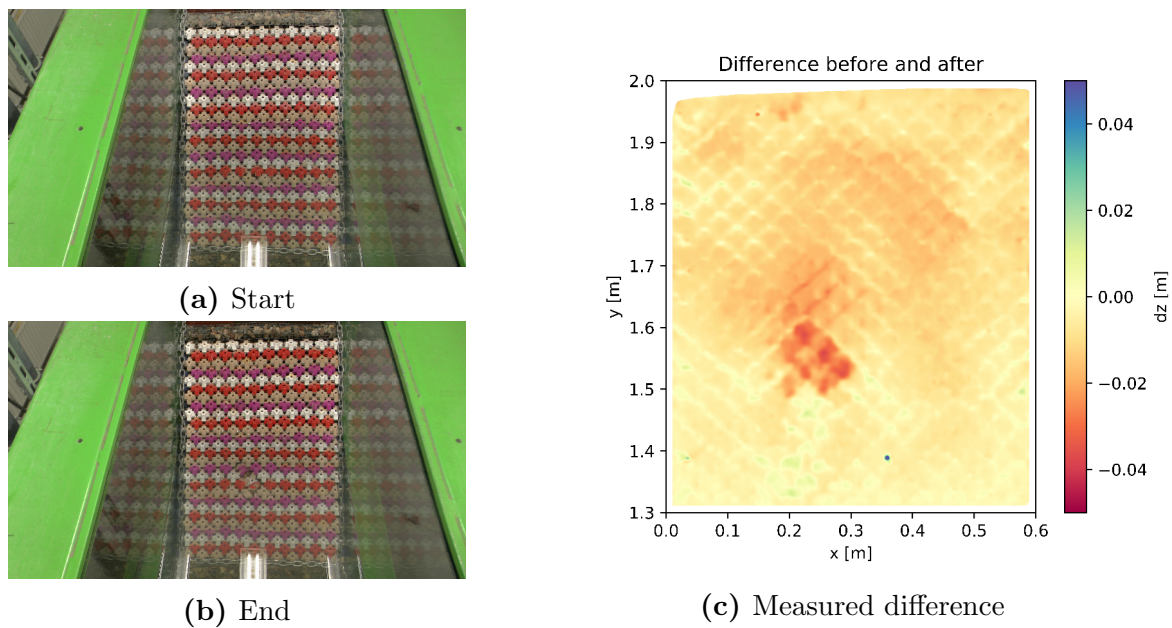 (a) Start
(b) End
Difference before and after
2.0
1.9
1.8
1.7
1.6
1.5
1.4
1.3
y [m]
0.0 0.1 0.2 0.3 0.4 0.5 0.6
x [m]
0.04
0.02
0.00
−0.02
−0.04
dz [m]
(c) Measured difference